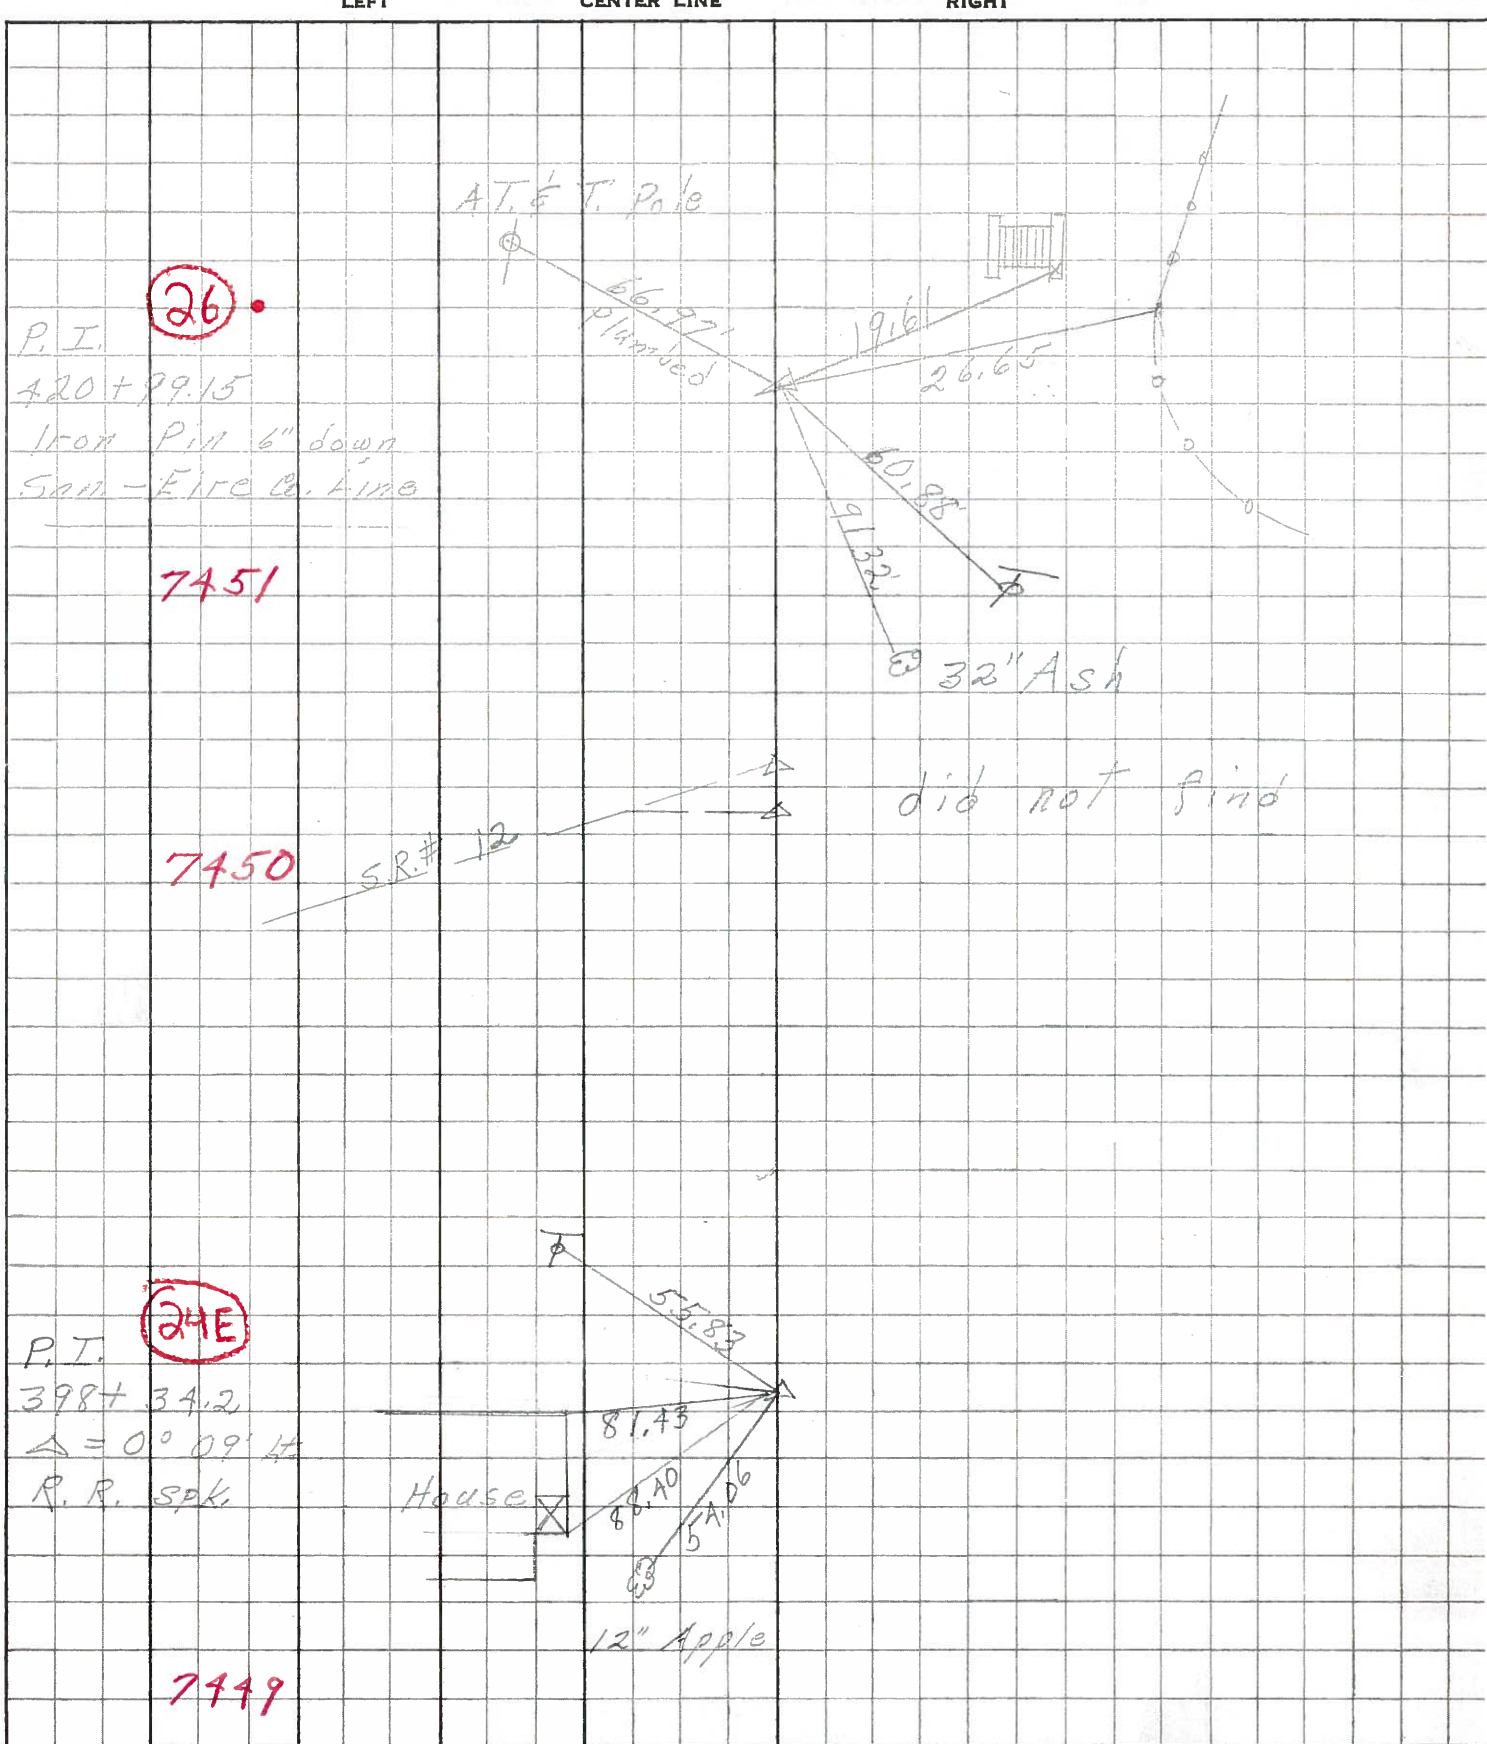 LEFT CENTER LINE RIGHT
A.T. & T. Pole
26
66.97'
plumbed
19.61
26.65
P. I.
420 + 99.15
Iron Pin 6" down
San - Eire Co. Line
60.88'
91.32'
7451
32" Ash
did not find
S.R.# 12
7450
24E
55.83
P. I.
398 + 34.2
Δ = 0° 09' Lt
R. R. spk.
81.43
House
88.40
54.06
12" Apple
7449